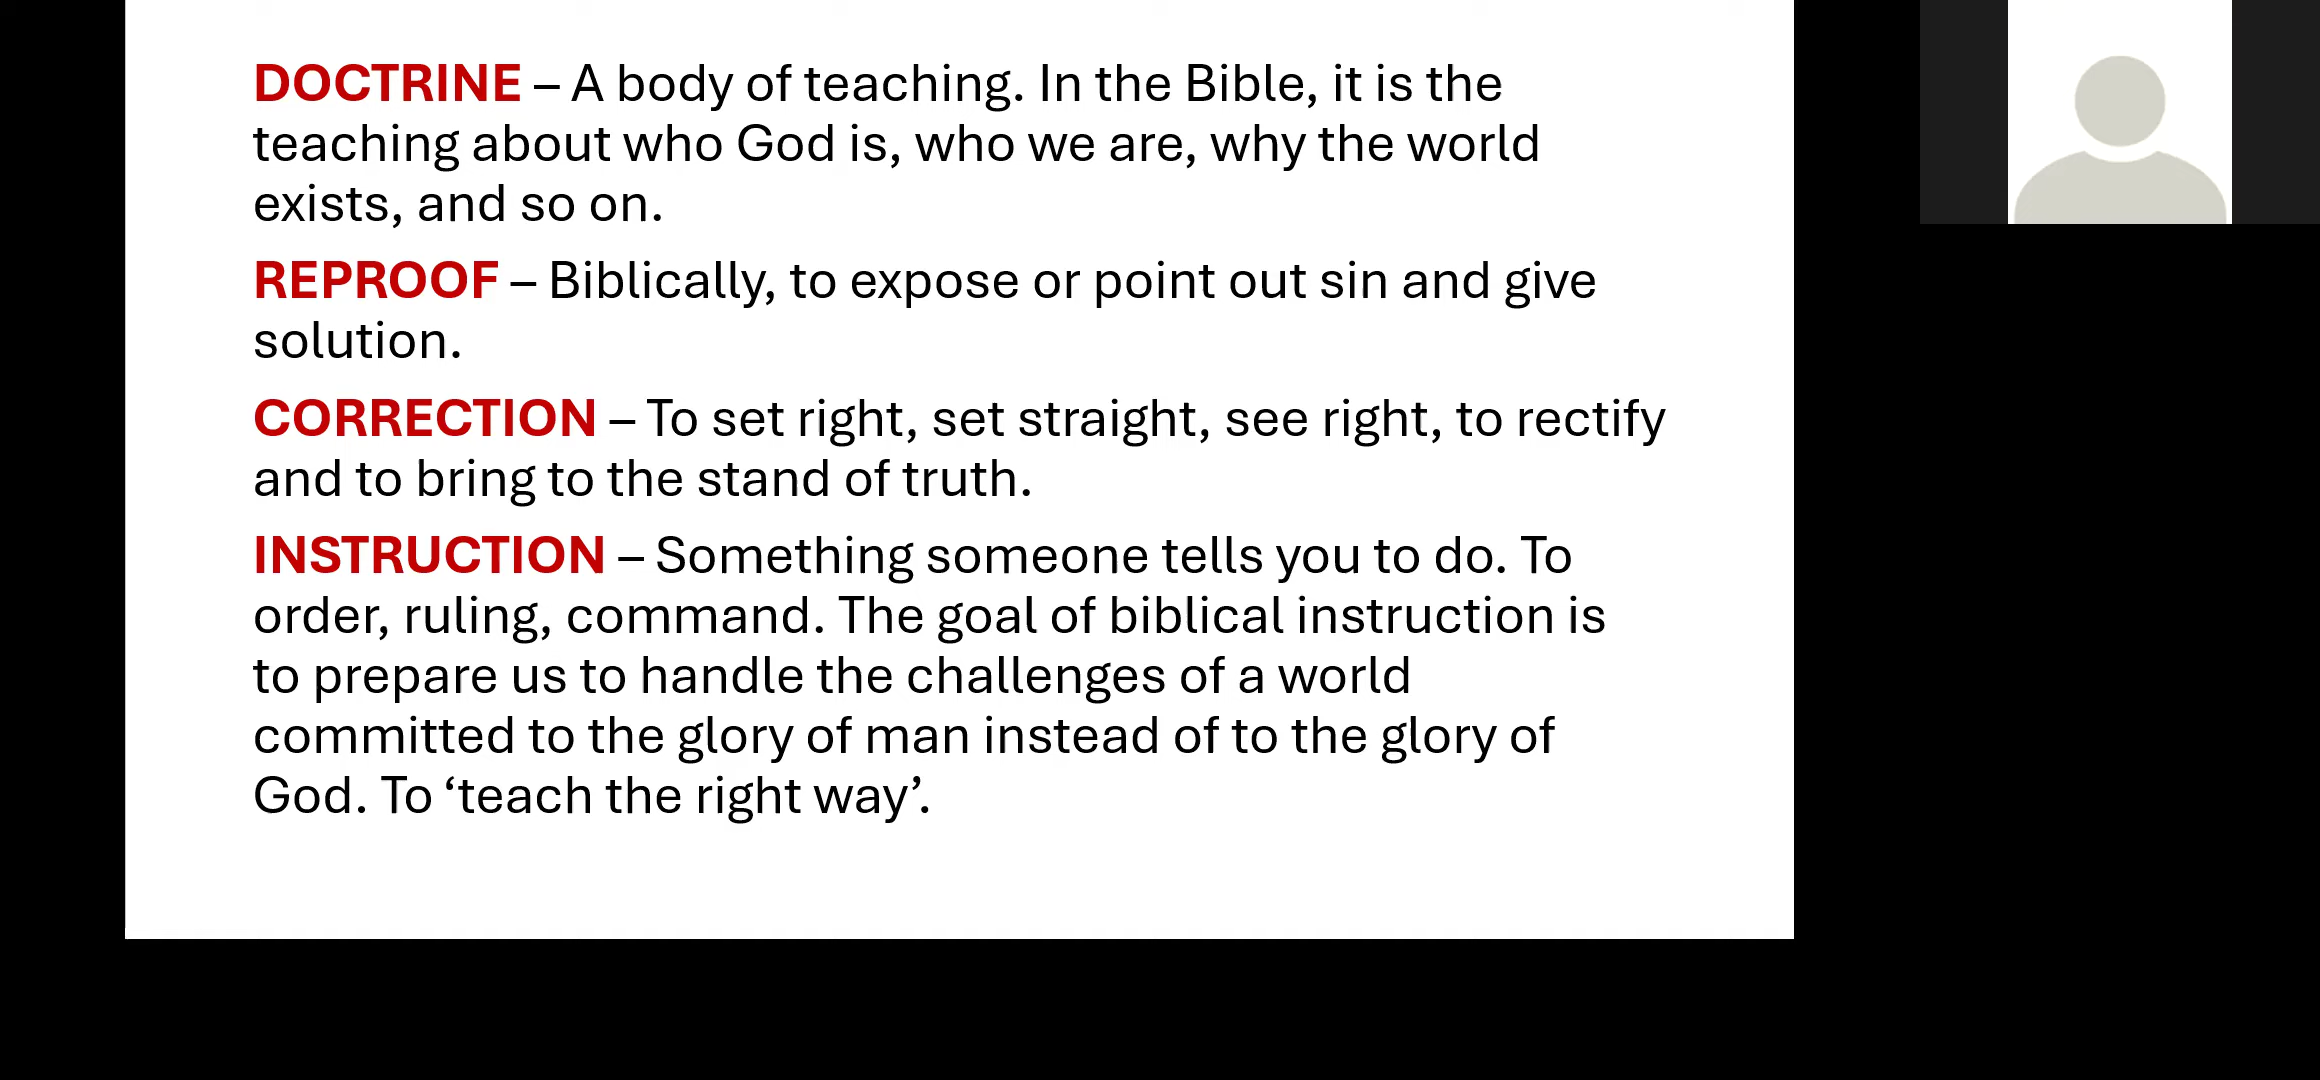 DOCTRINE – A body of teaching. In the Bible, it is the
teaching about who God is, who we are, why the world
exists, and so on.
REPROOF – Biblically, to expose or point out sin and give
solution.
CORRECTION – To set right, set straight, see right, to rectify
and to bring to the stand of truth.
INSTRUCTION – Something someone tells you to do. To
order, ruling, command. The goal of biblical instruction is
to prepare us to handle the challenges of a world
committed to the glory of man instead of to the glory of
God. To ‘teach the right way’.